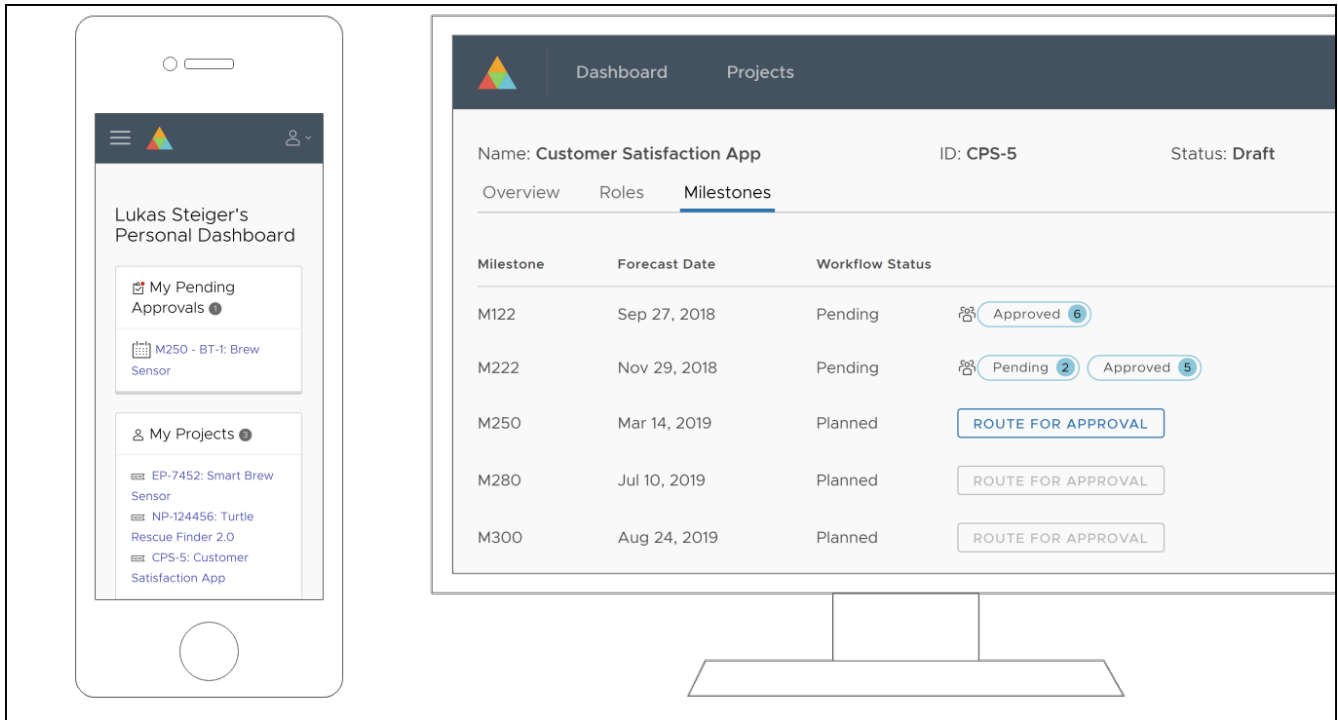 Lukas Steiger's
Personal Dashboard
My Pending
Approvals 1
M250 - BT-1: Brew
Sensor
My Projects 3
EP-7452: Smart Brew
Sensor
NP-124456: Turtle
Rescue Finder 2.0
CPS-5: Customer
Satisfaction App
Dashboard Projects
Name: Customer Satisfaction App ID: CPS-5 Status: Draft
Overview Roles Milestones
Milestone Forecast Date Workflow Status
M122 Sep 27, 2018 Pending Approved 6
M222 Nov 29, 2018 Pending Pending 2 Approved 5
M250 Mar 14, 2019 Planned ROUTE FOR APPROVAL
M280 Jul 10, 2019 Planned ROUTE FOR APPROVAL
M300 Aug 24, 2019 Planned ROUTE FOR APPROVAL